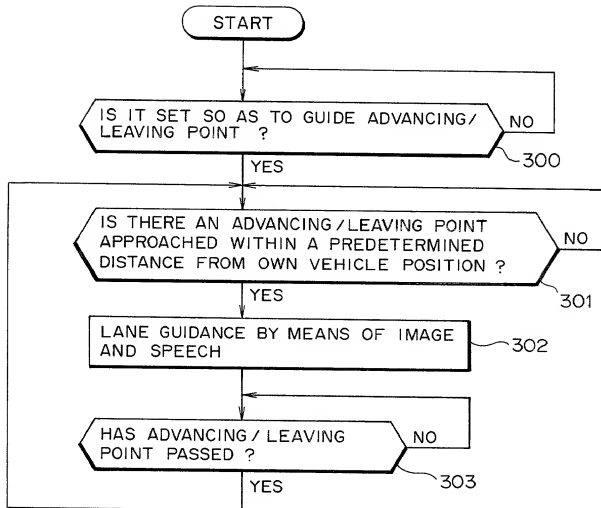 START
IS IT SET SO AS TO GUIDE ADVANCING/
LEAVING POINT ?
NO
300
YES
IS THERE AN ADVANCING/LEAVING POINT
APPROACHED WITHIN A PREDETERMINED
DISTANCE FROM OWN VEHICLE POSITION ?
NO
301
YES
LANE GUIDANCE BY MEANS OF IMAGE
AND SPEECH
302
HAS ADVANCING/LEAVING
POINT PASSED ?
NO
303
YES